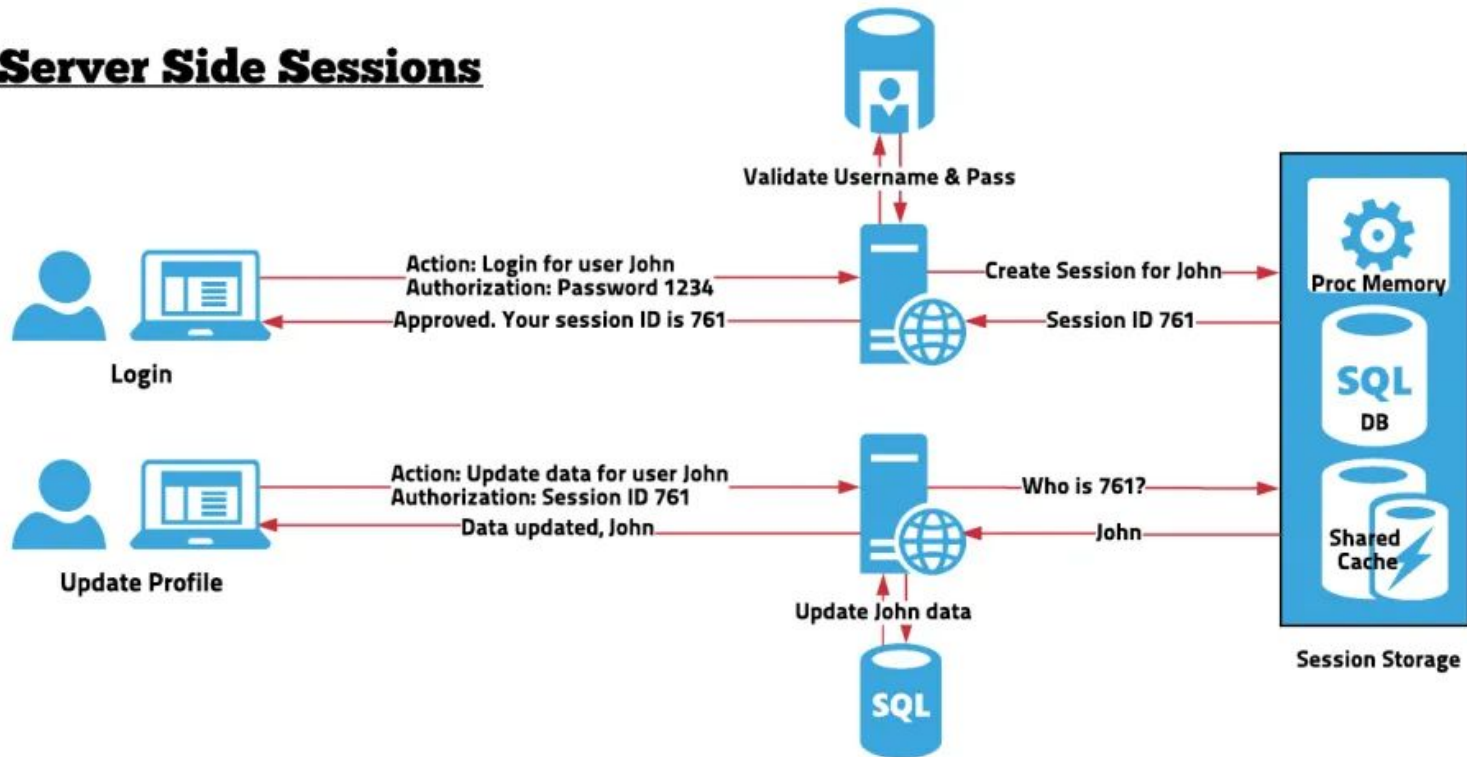 Server Side Sessions
Validate Username & Pass
Action: Login for user John
Authorization: Password 1234
Approved. Your session ID is 761
Create Session for John
Session ID 761
Login
Proc Memory
SQL
DB
Shared
Cache
Session Storage
Action: Update data for user John
Authorization: Session ID 761
Data updated, John
Who is 761?
John
Update Profile
Update John data
SQL